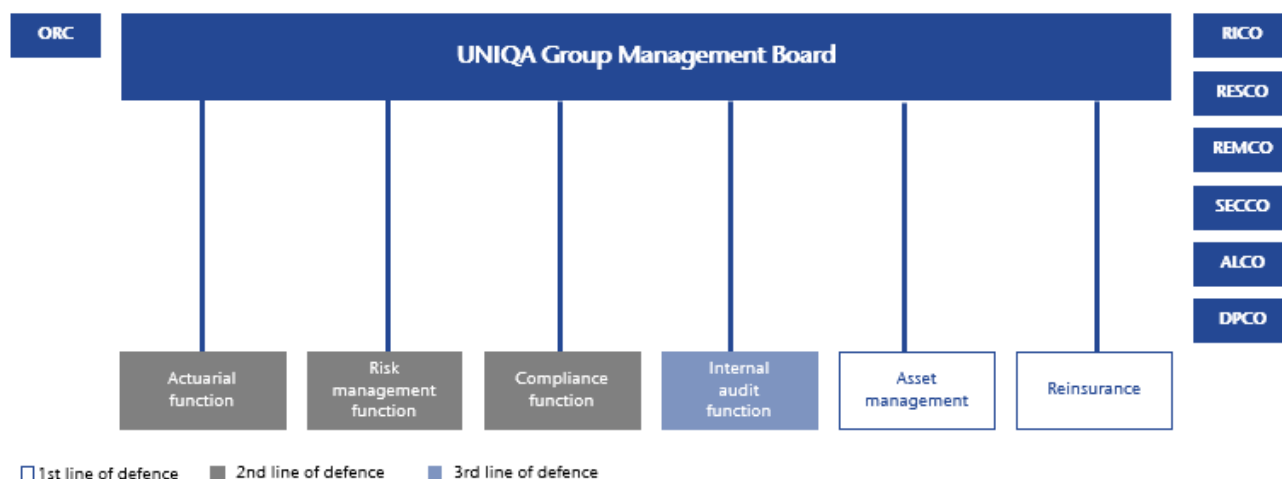 ORC
UNIQA Group Management Board
RICO
RESCO
REMCO
SECCO
ALCO
DPCO
Actuarial
function
Risk
management
function
Compliance
function
Internal
audit
function
Asset
management
Reinsurance
1st line of defence
2nd line of defence
3rd line of defence